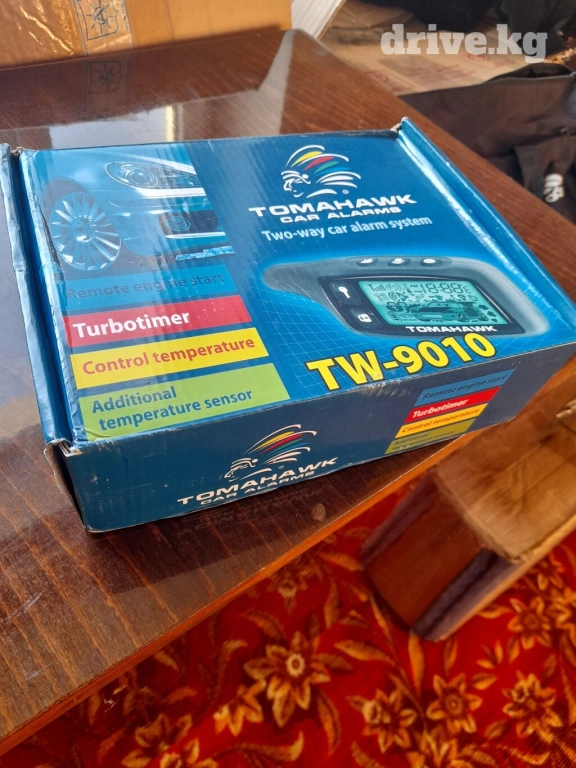 drive.kg
TOMAHAWK
CAR ALARMS
Two-way car alarm system
Remote engine start
Turbotimer
Control temperature
Additional
temperature sensor
TOMAHAWK
TW-9010
Remote engine start
Turbotimer
Control temperature
Additional
TOMAHAWK
CAR ALARMS